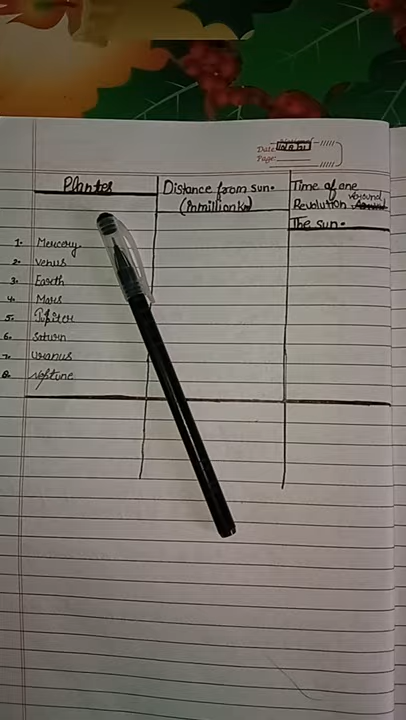 Date
Page:
Plantes
Distance from sun.
(In million Km)
Time of one
Revolution around
The sun.
1. Mercury
2. Venus
3. Earth
4. Mars
5. Jupiter
6. Saturn
7. Uranus
8. Neptune